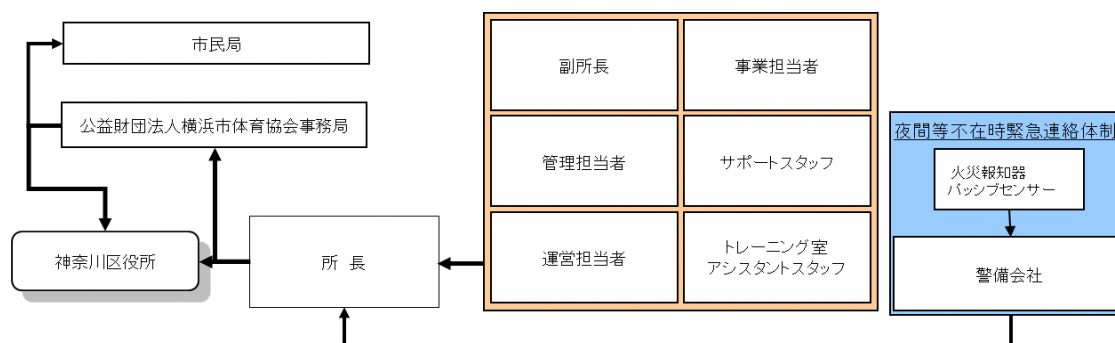 市民局
公益財団法人横浜市体育協会事務局
神奈川区役所
所 長
副所長
事業担当者
管理担当者
サポートスタッフ
運営担当者
トレーニング室
アシスタントスタッフ
夜間等不在時緊急連絡体制
火災報知器
パッシブセンサー
警備会社